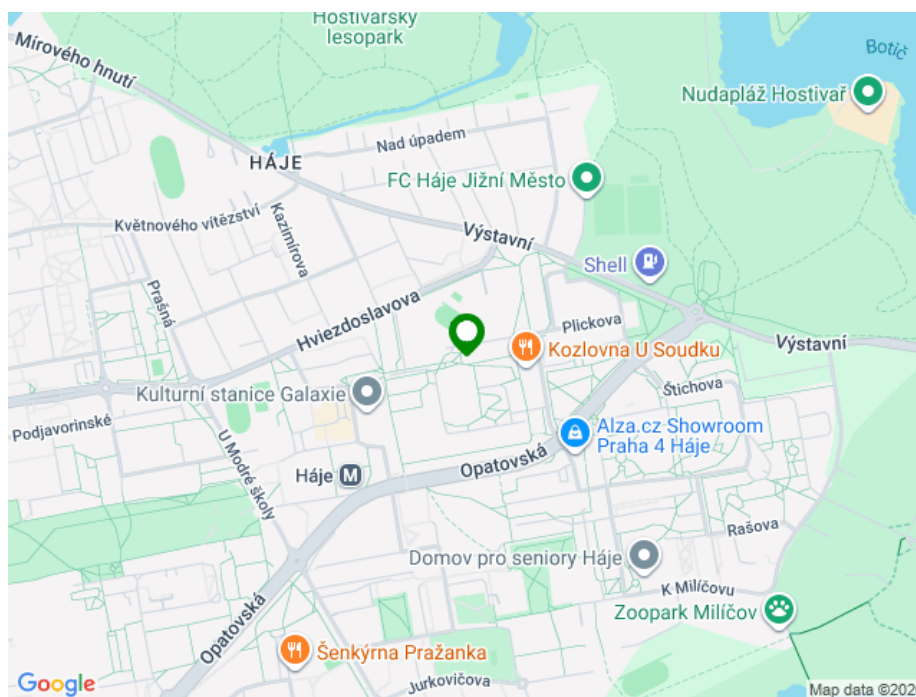 Hostivařský
lesopark
Mírového hnutí
Botič
Nudapláž Hostivař
Nad úpadem
HÁJE
FC Háje Jižní Město
Květnového vítězství
Kazimírova
Výstavní
Shell
Prašná
Hviezdoslavova
Plickova
Kozlovna U Soudku
Výstavní
Kulturní stanice Galaxie
Štichova
Podjavorinské
Alza.cz Showroom
Praha 4 Háje
U Modré školy
Opatovská
Háje
M
Rašova
Domov pro seniory Háje
K Milíčovu
Zoopark Milíčov
Opatovská
Šenkýrna Pražanka
Jurkovičova
Google
Map data ©202